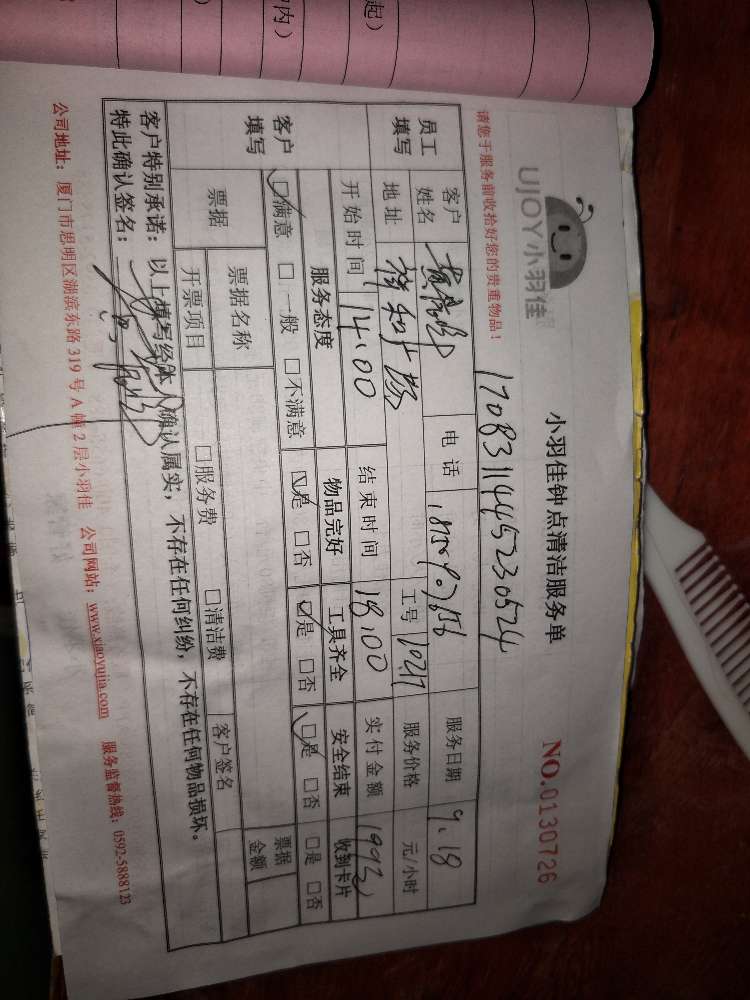 起）
内）
UJOY小羽佳
小羽佳钟点清洁服务单
NO.0130726
请您于服务前收拾好您的贵重物品！
1708311445230524
员工填写
客户姓名
电话
服务日期 9.18
地址 祥和广场
工号 10217
服务价格 元/小时
开始时间 14:00
结束时间 18:00
实付金额
客户填写
服务态度 物品完好 工具齐全 安全结束 收到卡片
☑满意 □一般 □不满意 ☑是 □否 ☑是 □否 ☑是 □否 □是 □否
票据 票据名称 票据金额
开票项目 □服务费 □清洁费 客户签名
客户特别承诺：以上填写经本人确认属实，不存在任何纠纷，不存在任何物品损坏。
特此确认签名：
公司地址：厦门市思明区湖滨东路319号A幢2层小羽佳 公司网站：www.xiaoyujia.com 服务监督热线：0592-5888123